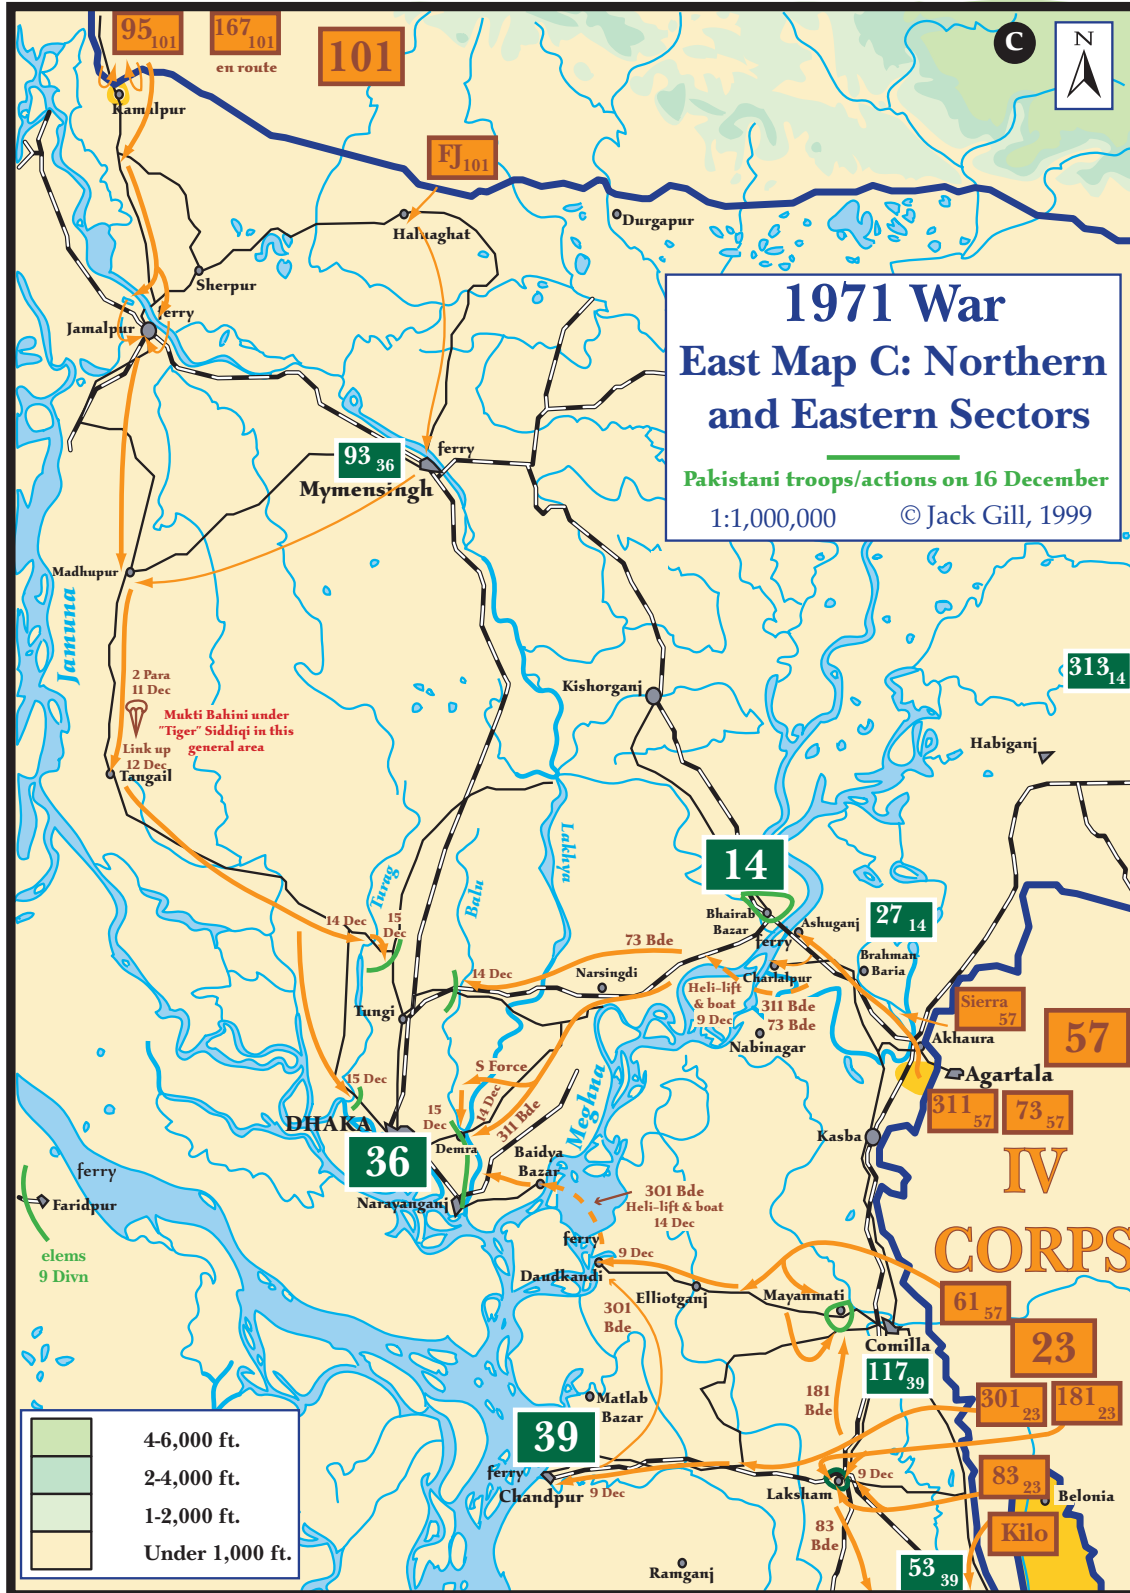 95 101
167 101
en route
101
C
N
Kamalpur
FJ 101
Haluaghat
Durgapur
Sherpur
ferry
Jamalpur
1971 War
East Map C: Northern
and Eastern Sectors
Pakistani troops/actions on 16 December
1:1,000,000
© Jack Gill, 1999
93 36
ferry
Mymensingh
Madhupur
Jamuna
313 14
2 Para
11 Dec
Mukti Bahini under
"Tiger" Siddiqi in this
general area
Link up
12 Dec
Tangail
Kishorganj
Habiganj
Lakhya
Turag
Balu
14
Bhairab
Bazar
ferry
Ashuganj
27 14
Brahman
Baria
14 Dec
15
Dec
73 Bde
14 Dec
Narsingdi
Charlalpur
Heli-lift
& boat
9 Dec
311 Bde
73 Bde
Nabinagar
Sierra
57
Akhaura
57
Agartala
Tungi
S Force
15 Dec
14 Dec
311 Bde
15
Dec
Meghna
311 57
73 57
DHAKA
36
Demra
Baidya
Bazar
Kasba
IV
CORPS
ferry
Faridpur
elems
9 Divn
Narayanganj
301 Bde
Heli-lift & boat
14 Dec
ferry
9 Dec
Daudkandi
Elliotganj
Mayanmati
61 57
301
Bde
Comilla
23
117 39
181
Bde
301 23
181 23
Matlab
Bazar
39
ferry
Chandpur
9 Dec
Laksham
9 Dec
83 23
Belonia
83
Bde
Kilo
Ramganj
53 39
4-6,000 ft.
2-4,000 ft.
1-2,000 ft.
Under 1,000 ft.